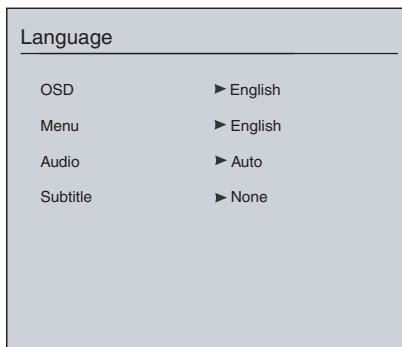 Language
OSD ► English
Menu ► English
Audio ► Auto
Subtitle ► None